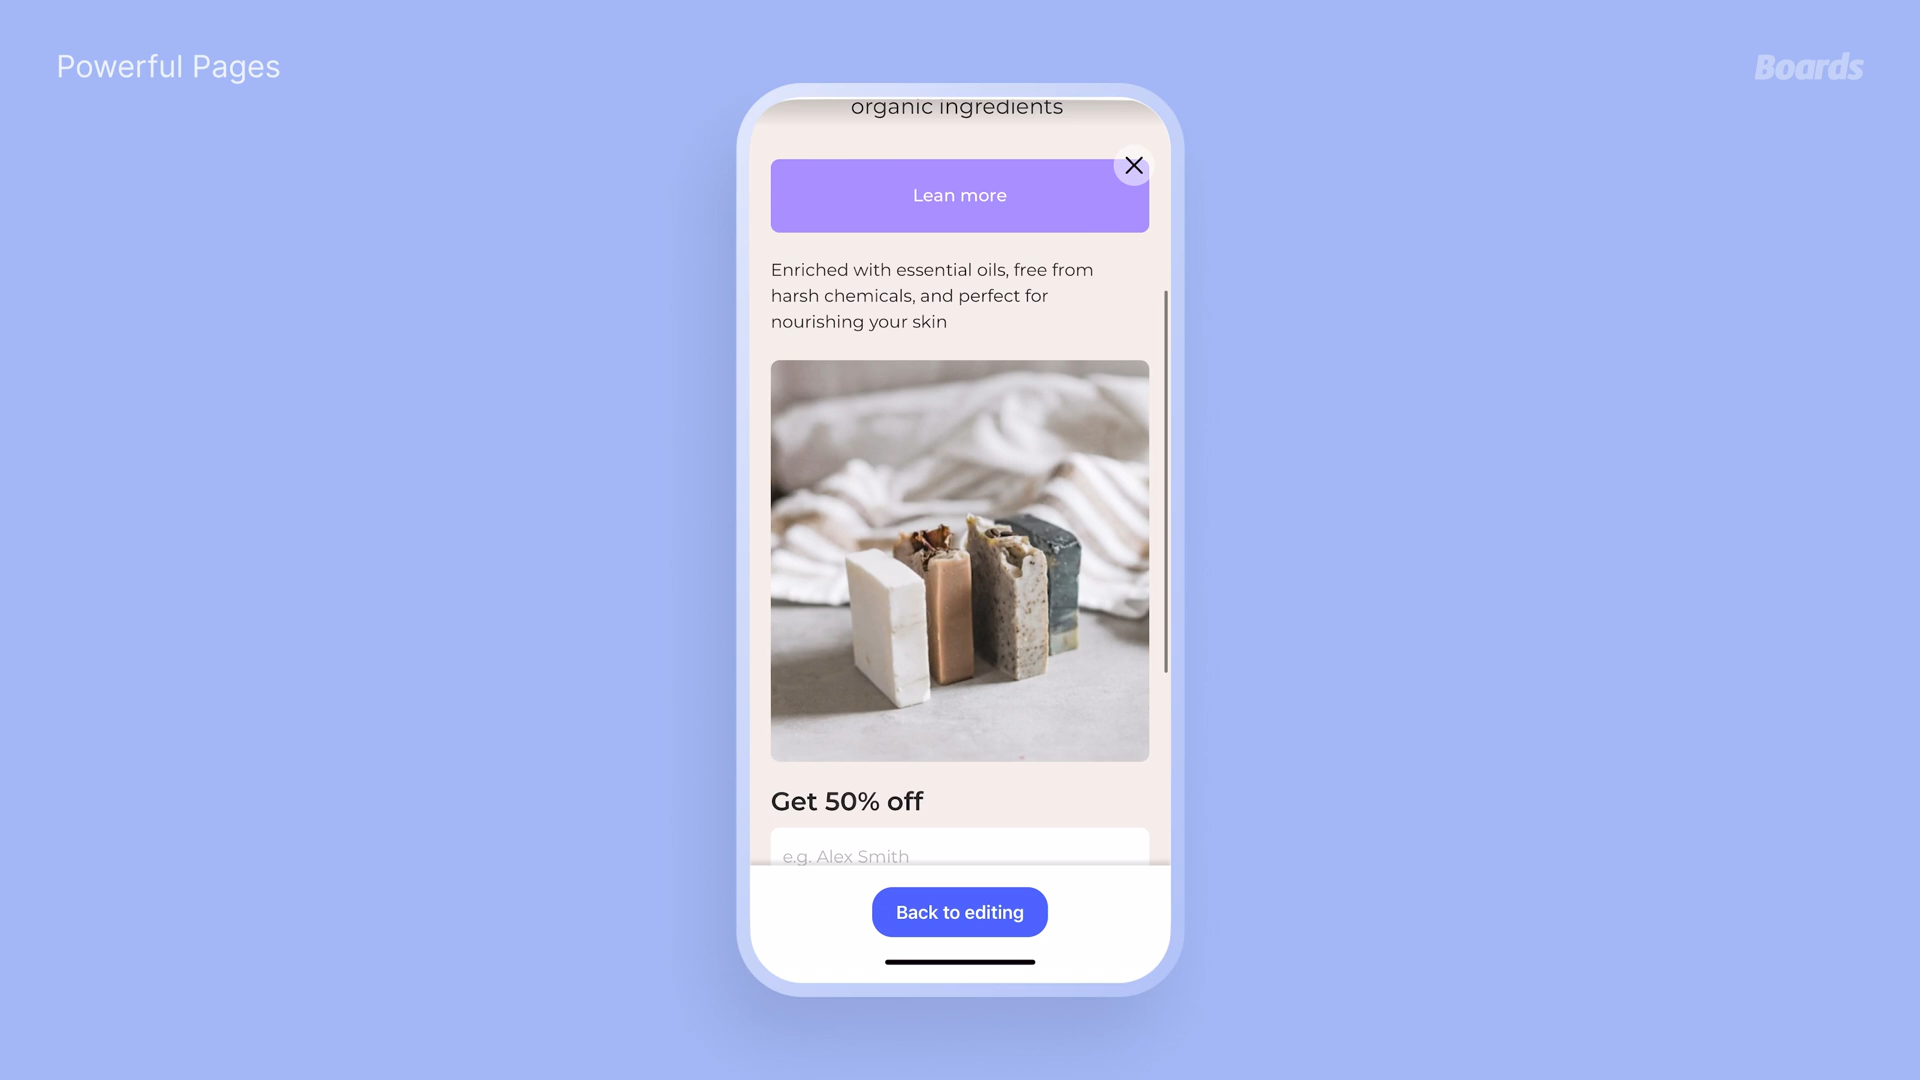 Powerful Pages
Boards
organic ingredients
Lean more
Enriched with essential oils, free from
harsh chemicals, and perfect for
nourishing your skin
Get 50% off
e.g. Alex Smith
Back to editing